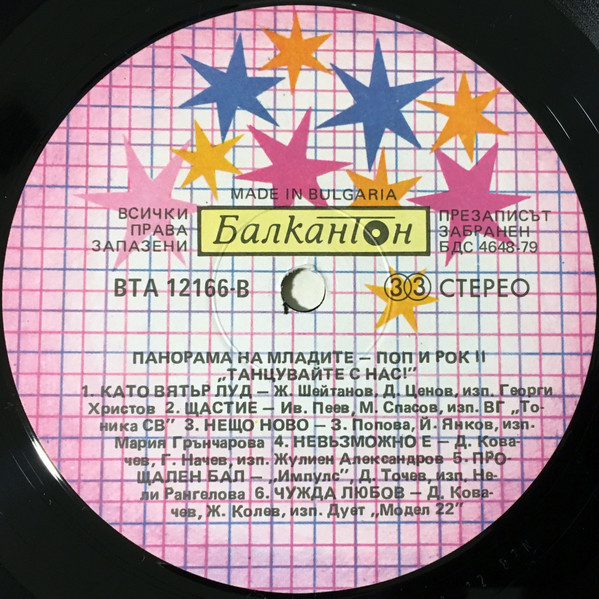 MADE IN BULGARIA
ВСИЧКИ
ПРАВА
ЗАПАЗЕНИ
Балкантон
ПРЕЗАПИСЪТ
ЗАБРАНЕН
БДС 4648-79
ВТА 12166-В
33 СТЕРЕО
ПАНОРАМА НА МЛАДИТЕ – ПОП И РОК II
„ТАНЦУВАЙТЕ С НАС!"
1. КАТО ВЯТЪР ЛУД – Ж. Шейтанов, Д. Ценов, изп. Георги
Христов 2. ЩАСТИЕ – Ив. Пеев, М. Спасов, изп. ВГ „То-
ника СВ" 3. НЕЩО НОВО – З. Попова, Й. Янков, изп.
Мария Грънчарова 4. НЕВЪЗМОЖНО Е – Д. Кова-
чев, Г. Начев, изп. Жулиен Александров 5. ПРО
ЩАЛЕН БАЛ – „Импулс", Д. Точев, изп. Не-
ли Рангелова 6. ЧУЖДА ЛЮБОВ – Д. Кова-
чев, Ж. Колев, изп. Дует „Модел 22"